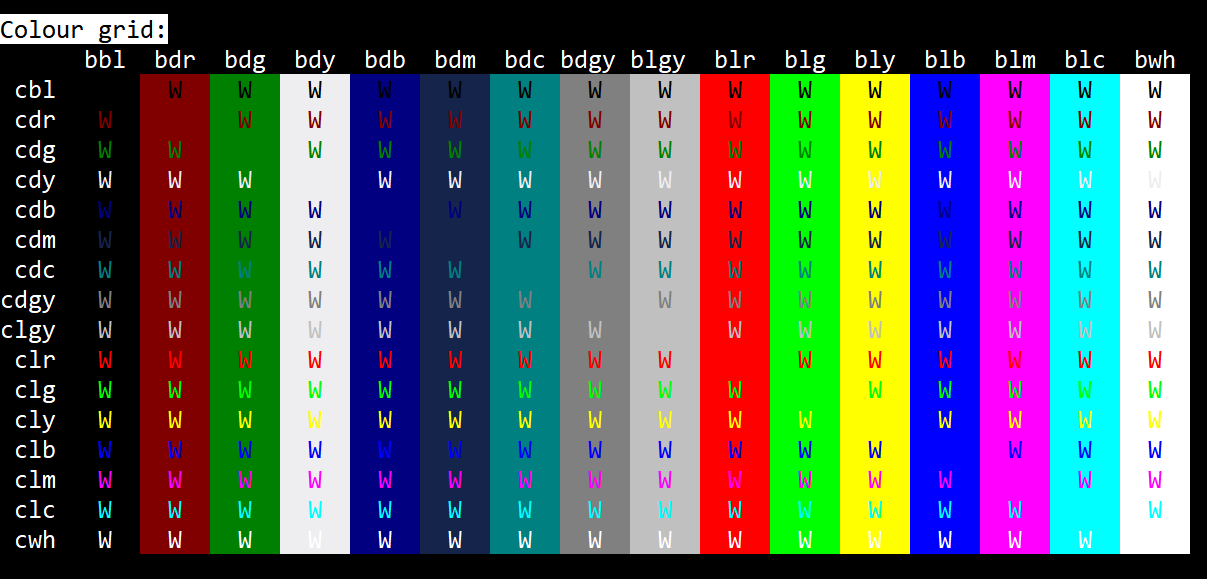 Colour grid:
bbl bdr bdg bdy bdb bdm bdc bdgy blgy blr blg bly blb blm blc bwh
cbl W W W W W W W W W W W W W W W
cdr W W W W W W W W W W W W W W W
cdg W W W W W W W W W W W W W W W
cdy W W W W W W W W W W W W W W W
cdb W W W W W W W W W W W W W W W
cdm W W W W W W W W W W W W W W W
cdc W W W W W W W W W W W W W W W
cdgy W W W W W W W W W W W W W W W
clgy W W W W W W W W W W W W W W W
clr W W W W W W W W W W W W W W W
clg W W W W W W W W W W W W W W W
cly W W W W W W W W W W W W W W W
clb W W W W W W W W W W W W W W W
clm W W W W W W W W W W W W W W W
clc W W W W W W W W W W W W W W W
cwh W W W W W W W W W W W W W W W